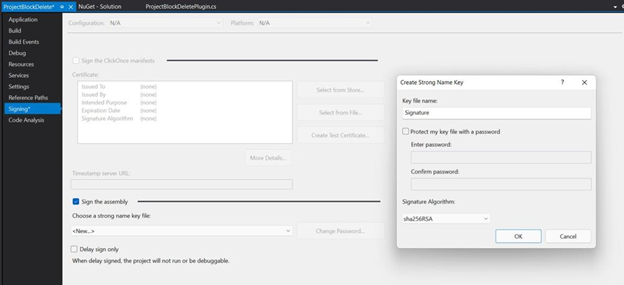 ProjectBlockDelete*
NuGet - Solution
ProjectBlockDeletePlugin.cs
Application
Build
Build Events
Debug
Resources
Services
Settings
Reference Paths
Signing*
Code Analysis
Configuration: N/A
Platform: N/A
Sign the ClickOnce manifests
Certificate:
Issued To (none)
Issued By (none)
Intended Purpose (none)
Expiration Date (none)
Signature Algorithm (none)
Select from Store...
Select from File...
Create Test Certificate...
More Details...
Timestamp server URL:
Sign the assembly
Choose a strong name key file:
<New...>
Change Password...
Delay sign only
When delay signed, the project will not run or be debuggable.
Create Strong Name Key
Key file name:
Signature
Protect my key file with a password
Enter password:
Confirm password:
Signature Algorithm:
sha256RSA
OK
Cancel